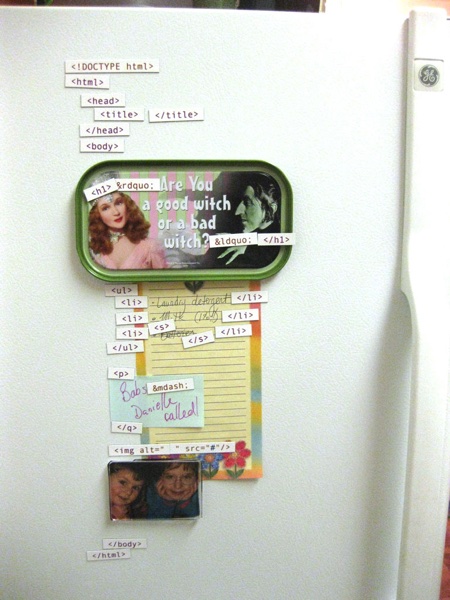 <!DOCTYPE html>
<html>
<head>
<title> </title>
</head>
<body>
<h1> &rdquo; Are You
a good witch
or a bad
witch? &ldquo; </h1>
<ul>
<li> - Laundry detergent </li>
<li> - Milk </li>
<li> <s> </s> </li>
</ul>
<p>
Babs &mdash;
Danielle
called!
</q>
<img alt=" " src="#"/>
</body>
</html>
GE